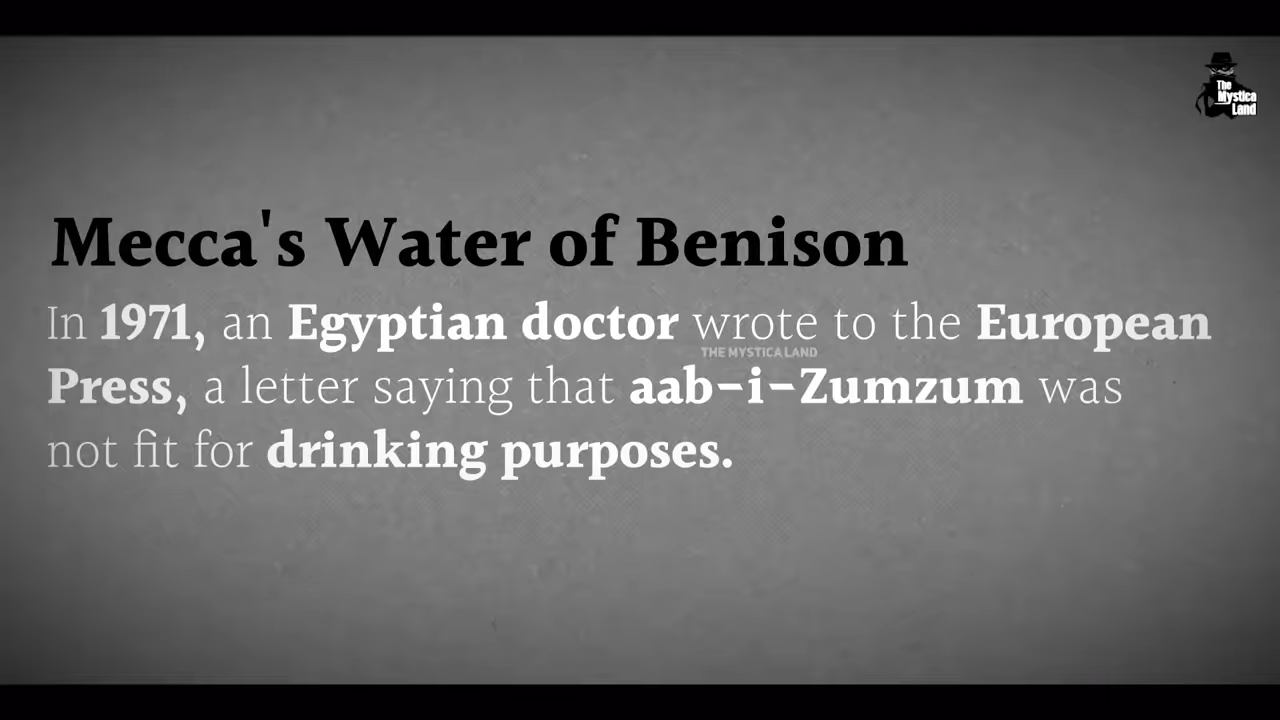 The
Mystica
Land
Mecca's Water of Benison
In 1971, an Egyptian doctor wrote to the European
THE MYSTICA LAND
Press, a letter saying that aab-i-Zumzum was
not fit for drinking purposes.